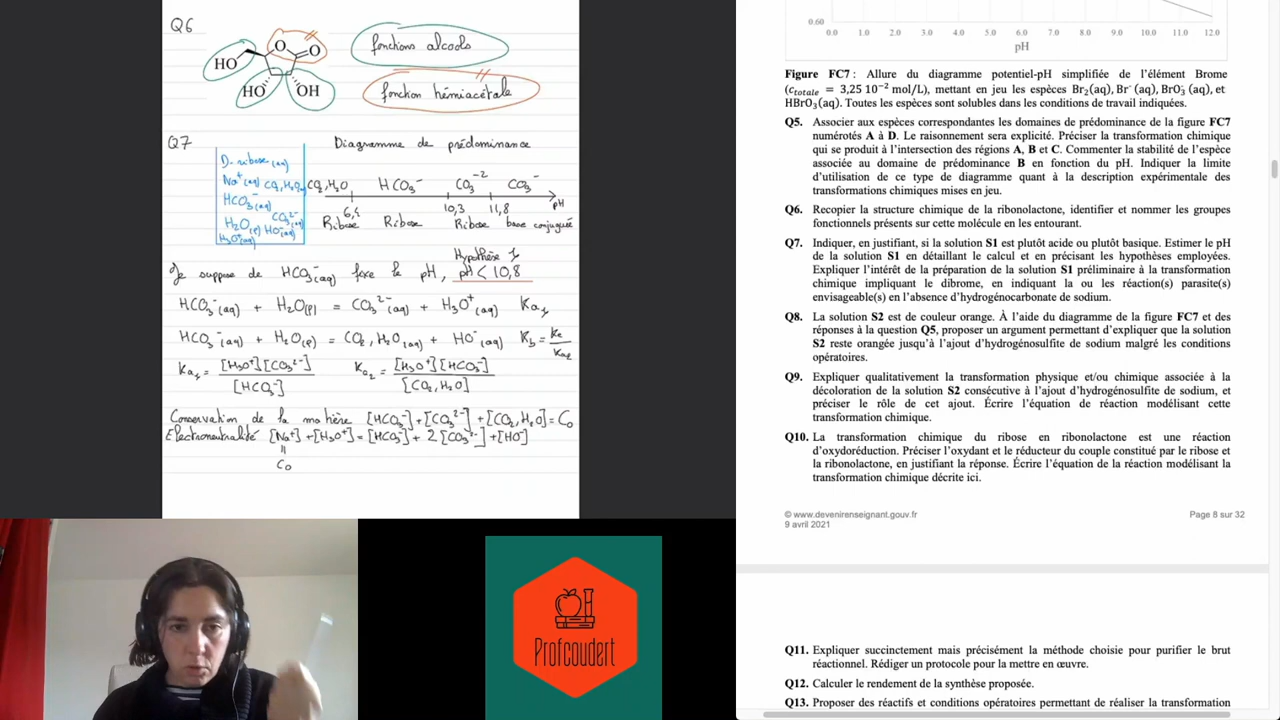 Q6
HO
O
O
HO
OH
fonctions alcools
fonction hémiacétale
Q7
Diagramme de prédominance
D-ribose (aq)
Na⁺(aq) CO₂,H₂O
HCO₃⁻(aq)
CO₃²⁻(aq)
H₂O(l) HO⁻(aq)
H₃O⁺(aq)
CO₂,H₂O HCO₃⁻ CO₃⁻² CO₃⁻
6,4 10,3 11,8 pH
Ribose Ribose Ribose base conjuguée
Hypothèse 1
Je suppose de HCO₃⁻(aq) fixe le pH, pH < 10,8
HCO₃⁻(aq) + H₂O(l) = CO₃²⁻(aq) + H₃O⁺(aq) Ka₁
HCO₃⁻(aq) + H₂O(l) = CO₂,H₂O(aq) + HO⁻(aq) Kb = Ke/Ka₂
Ka₁ = [H₃O⁺][CO₃²⁻]/[HCO₃⁻] Ka₂ = [H₃O⁺][HCO₃⁻]/[CO₂,H₂O]
Conservation de la matière [HCO₃⁻]+[CO₃²⁻]+[CO₂,H₂O]=C₀
Electroneutralité [Na⁺]+[H₃O⁺]=[HCO₃⁻]+2[CO₃²⁻]+[HO⁻]
=
C₀
Profcoudert
0.60
0.0 1.0 2.0 3.0 4.0 5.0 6.0 7.0 8.0 9.0 10.0 11.0 12.0
pH
Figure FC7 : Allure du diagramme potentiel-pH simplifiée de l'élément Brome
(c_totale = 3,25 10⁻² mol/L), mettant en jeu les espèces Br₂(aq), Br⁻(aq), BrO₃⁻(aq), et
HBrO₃(aq). Toutes les espèces sont solubles dans les conditions de travail indiquées.
Q5. Associer aux espèces correspondantes les domaines de prédominance de la figure FC7
numérotés A à D. Le raisonnement sera explicité. Préciser la transformation chimique
qui se produit à l'intersection des régions A, B et C. Commenter la stabilité de l'espèce
associée au domaine de prédominance B en fonction du pH. Indiquer la limite
d'utilisation de ce type de diagramme quant à la description expérimentale des
transformations chimiques mises en jeu.
Q6. Recopier la structure chimique de la ribonolactone, identifier et nommer les groupes
fonctionnels présents sur cette molécule en les entourant.
Q7. Indiquer, en justifiant, si la solution S1 est plutôt acide ou plutôt basique. Estimer le pH
de la solution S1 en détaillant le calcul et en précisant les hypothèses employées.
Expliquer l'intérêt de la préparation de la solution S1 préliminaire à la transformation
chimique impliquant le dibrome, en indiquant la ou les réaction(s) parasite(s)
envisageable(s) en l'absence d'hydrogénocarbonate de sodium.
Q8. La solution S2 est de couleur orange. À l'aide du diagramme de la figure FC7 et des
réponses à la question Q5, proposer un argument permettant d'expliquer que la solution
S2 reste orangée jusqu'à l'ajout d'hydrogénosulfite de sodium malgré les conditions
opératoires.
Q9. Expliquer qualitativement la transformation physique et/ou chimique associée à la
décoloration de la solution S2 consécutive à l'ajout d'hydrogénosulfite de sodium, et
préciser le rôle de cet ajout. Écrire l'équation de réaction modélisant cette
transformation chimique.
Q10. La transformation chimique du ribose en ribonolactone est une réaction
d'oxydoréduction. Préciser l'oxydant et le réducteur du couple constitué par le ribose et
la ribonolactone, en justifiant la réponse. Écrire l'équation de la réaction modélisant la
transformation chimique décrite ici.
© www.devenirenseignant.gouv.fr Page 8 sur 32
9 avril 2021
Q11. Expliquer succinctement mais précisément la méthode choisie pour purifier le brut
réactionnel. Rédiger un protocole pour la mettre en œuvre.
Q12. Calculer le rendement de la synthèse proposée.
Q13. Proposer des réactifs et conditions opératoires permettant de réaliser la transformation